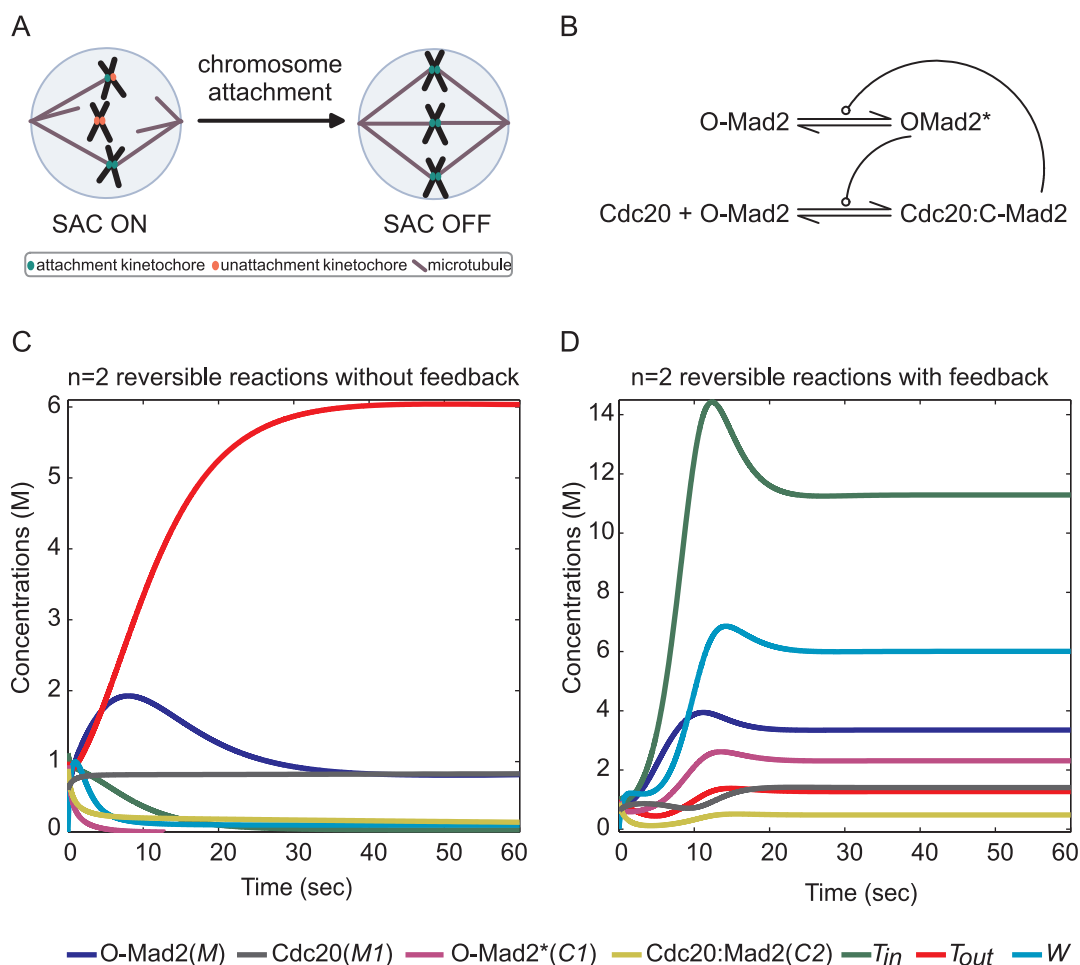 A
chromosome
attachment
SAC ON
SAC OFF
attachment kinetochore unattachment kinetochore microtubule
B
O-Mad2 OMad2*
Cdc20 + O-Mad2 Cdc20:C-Mad2
C
n=2 reversible reactions without feedback
Concentrations (M)
6
5
4
3
2
1
0
0 10 20 30 40 50 60
Time (sec)
D
n=2 reversible reactions with feedback
Concentrations (M)
14
12
10
8
6
4
2
0
0 10 20 30 40 50 60
Time (sec)
O-Mad2(M) Cdc20(M1) O-Mad2*(C1) Cdc20:Mad2(C2) Tin Tout W